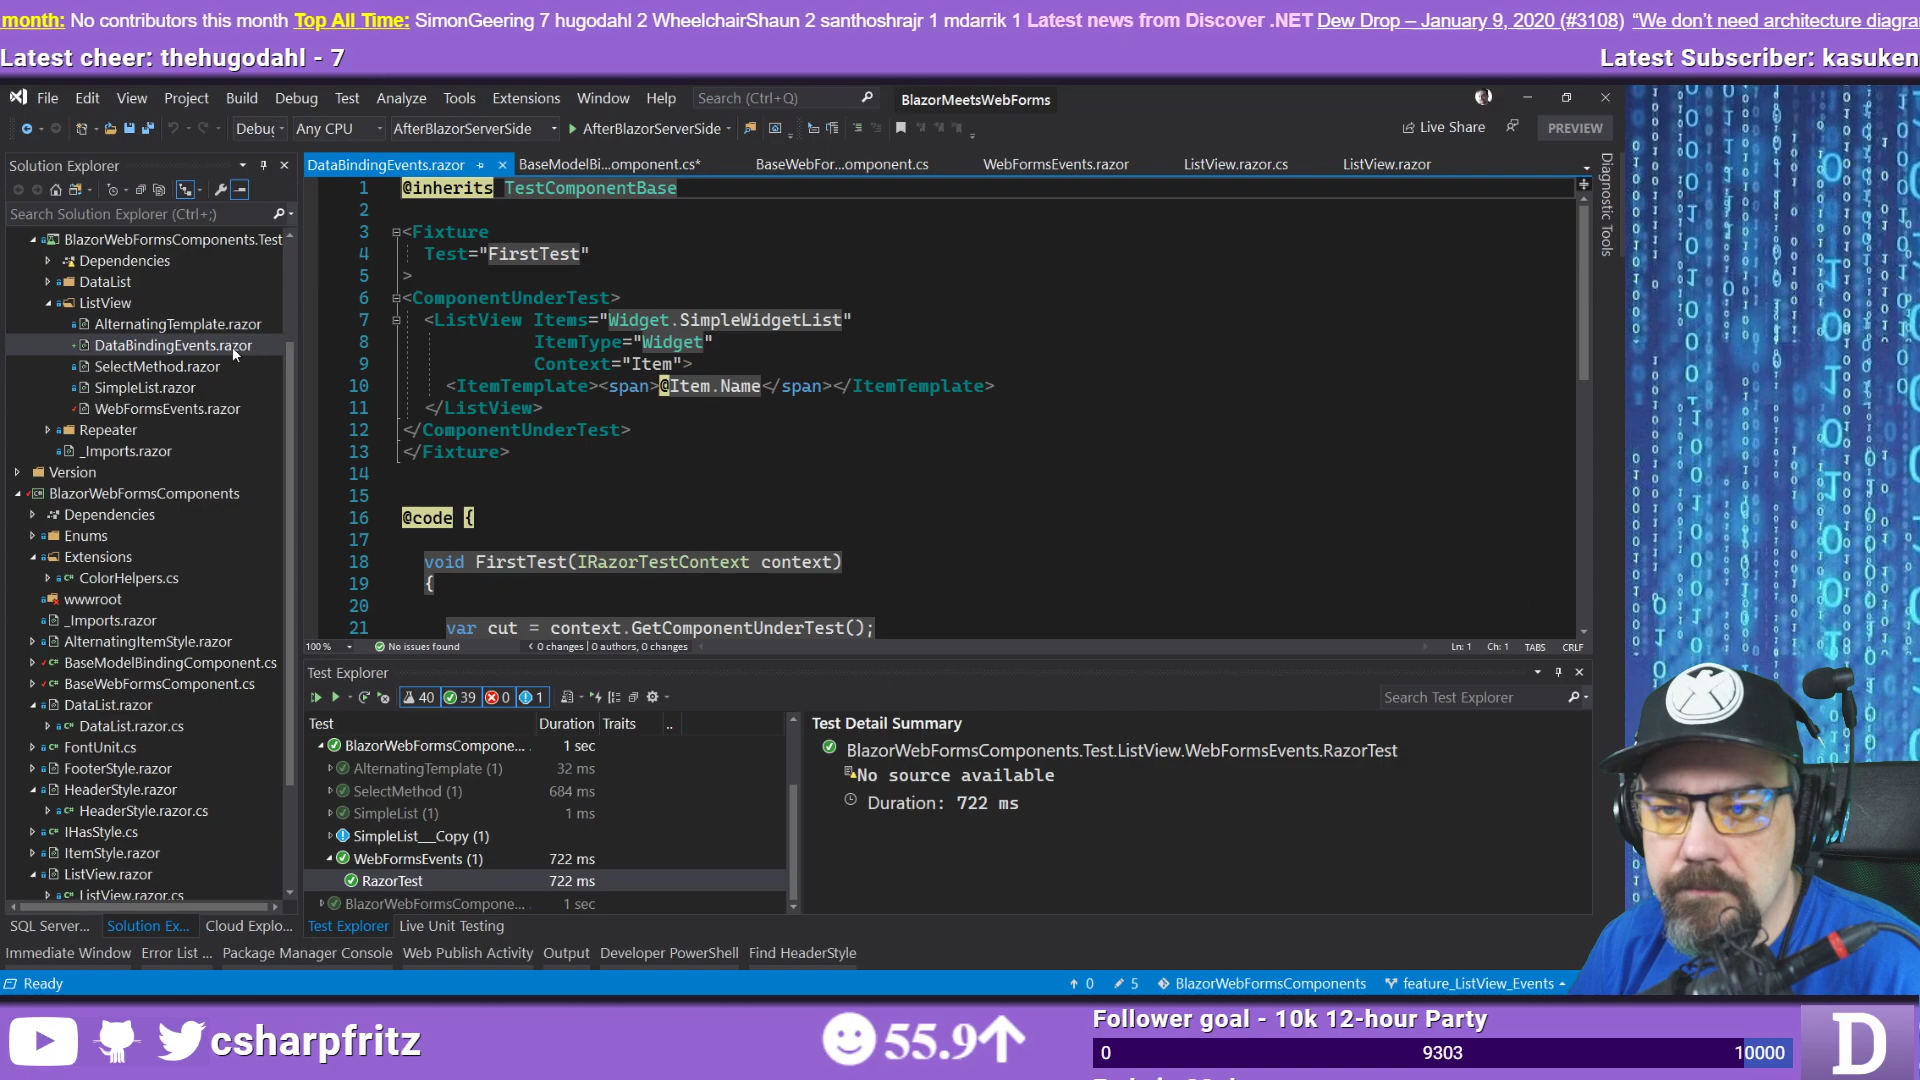 month: No contributors this month Top All Time: SimonGeering 7 hugodahl 2 WheelchairShaun 2 santhoshrajr 1 mdarrik 1 Latest news from Discover .NET Dew Drop – January 9, 2020 (#3108) “We don’t need architecture diagra
Latest cheer: thehugodahl - 7
Latest Subscriber: kasuken
File Edit View Project Build Debug Test Analyze Tools Extensions Window Help Search (Ctrl+Q) BlazorMeetsWebForms
Debug Any CPU AfterBlazorServerSide AfterBlazorServerSide Live Share PREVIEW
Solution Explorer
Search Solution Explorer (Ctrl+;)
BlazorWebFormsComponents.Test
Dependencies
DataList
ListView
AlternatingTemplate.razor
DataBindingEvents.razor
SelectMethod.razor
SimpleList.razor
WebFormsEvents.razor
Repeater
_Imports.razor
Version
BlazorWebFormsComponents
Dependencies
Enums
Extensions
ColorHelpers.cs
wwwroot
_Imports.razor
AlternatingItemStyle.razor
BaseModelBindingComponent.cs
BaseWebFormsComponent.cs
DataList.razor
DataList.razor.cs
FontUnit.cs
FooterStyle.razor
HeaderStyle.razor
HeaderStyle.razor.cs
IHasStyle.cs
ItemStyle.razor
ListView.razor
ListView.razor.cs
SQL Server... Solution Ex... Cloud Explo...
DataBindingEvents.razor BaseModelBi...omponent.cs* BaseWebFor...omponent.cs WebFormsEvents.razor ListView.razor.cs ListView.razor
1 @inherits TestComponentBase
2
3 <Fixture
4 Test="FirstTest"
5 >
6 <ComponentUnderTest>
7 <ListView Items="Widget.SimpleWidgetList"
8 ItemType="Widget"
9 Context="Item">
10 <ItemTemplate><span>@Item.Name</span></ItemTemplate>
11 </ListView>
12 </ComponentUnderTest>
13 </Fixture>
14
15
16 @code {
17
18 void FirstTest(IRazorTestContext context)
19 {
20
21 var cut = context.GetComponentUnderTest();
100 % No issues found 0 changes | 0 authors, 0 changes Ln: 1 Ch: 1 TABS CRLF
Diagnostic Tools
Test Explorer
40 39 0 1 Search Test Explorer
Test Duration Traits ..
BlazorWebFormsCompone... 1 sec
AlternatingTemplate (1) 32 ms
SelectMethod (1) 684 ms
SimpleList (1) 1 ms
SimpleList___Copy (1)
WebFormsEvents (1) 722 ms
RazorTest 722 ms
BlazorWebFormsCompone... 1 sec
Test Detail Summary
BlazorWebFormsComponents.Test.ListView.WebFormsEvents.RazorTest
No source available
Duration: 722 ms
Test Explorer Live Unit Testing
Immediate Window Error List ... Package Manager Console Web Publish Activity Output Developer PowerShell Find HeaderStyle
Ready 0 5 BlazorWebFormsComponents feature_ListView_Events
csharpfritz
55.9
Follower goal - 10k 12-hour Party
0 9303 10000
D